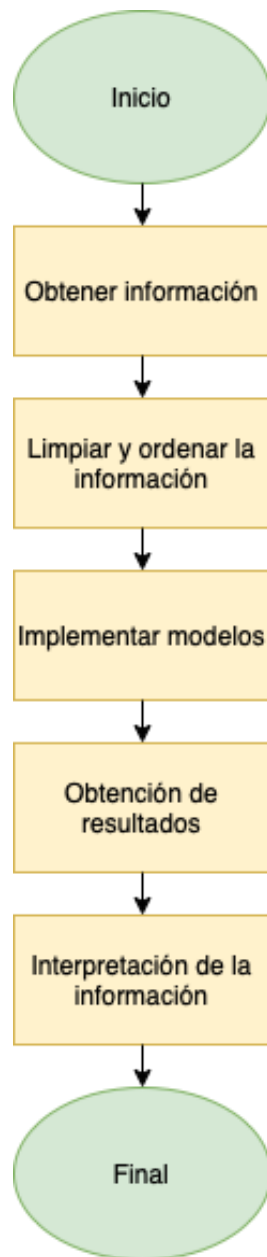 Inicio
Obtener información
Limpiar y ordenar la
información
Implementar modelos
Obtención de
resultados
Interpretación de la
información
Final